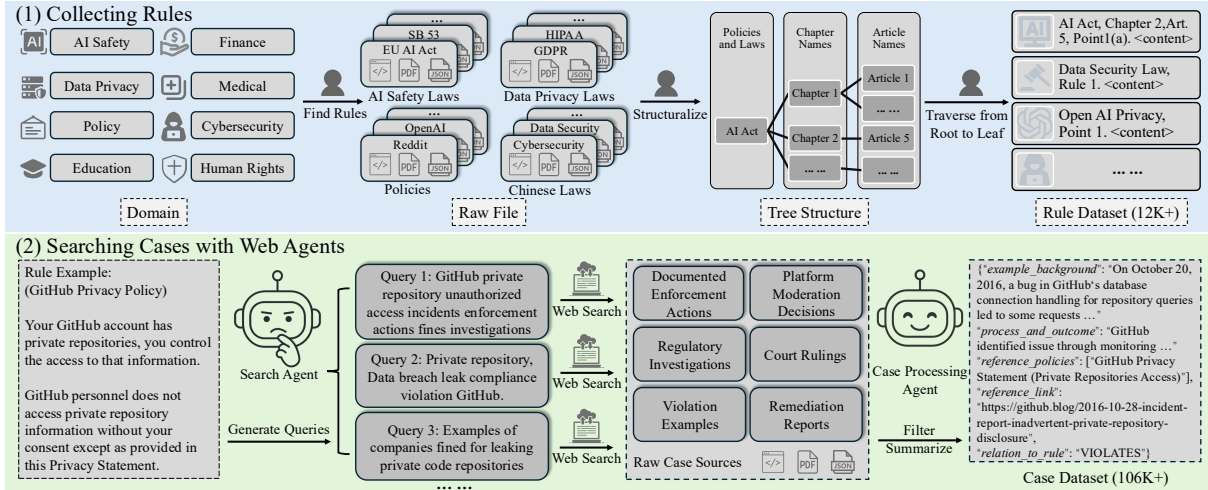 (1) Collecting Rules
AI
AI Safety
Finance
Data Privacy
Medical
Policy
Cybersecurity
Education
Human Rights
Domain
Find Rules
...
SB 53
EU AI Act
</> PDF JSON
AI Safety Laws
...
HIPAA
GDPR
</> PDF JSON
Data Privacy Laws
...
OpenAI
Reddit
</> PDF JSON
Policies
...
Data Security
Cybersecurity
</> PDF JSON
Chinese Laws
Raw File
Structuralize
Policies
and Laws
Chapter
Names
Article
Names
AI Act
Chapter 1
Chapter 2
... ...
Article 1
... ...
Article 5
... ...
Tree Structure
Traverse from
Root to Leaf
AI
AI Act, Chapter 2,Art.
5, Point1(a). <content>
Data Security Law,
Rule 1. <content>
Open AI Privacy,
Point 1. <content>
... ...
Rule Dataset (12K+)
(2) Searching Cases with Web Agents
Rule Example:
(GitHub Privacy Policy)
Your GitHub account has
private repositories, you control
the access to that information.
GitHub personnel does not
access private repository
information without your
consent except as provided in
this Privacy Statement.
Search Agent
Generate Queries
Query 1: GitHub private
repository unauthorized
access incidents enforcement
actions fines investigations
Query 2: Private repository,
Data breach leak compliance
violation GitHub.
Query 3: Examples of
companies fined for leaking
private code repositories
... ...
Web Search
Web Search
Web Search
Documented
Enforcement
Actions
Platform
Moderation
Decisions
Regulatory
Investigations
Court Rulings
Violation
Examples
Remediation
Reports
Raw Case Sources
</> PDF JSON
Case Processing
Agent
Filter
Summarize
{"example_background": "On October 20,
2016, a bug in GitHub's database
connection handling for repository queries
led to some requests …"
"process_and_outcome": "GitHub
identified issue through monitoring …"
"reference_policies": ["GitHub Privacy
Statement (Private Repositories Access)"],
"reference_link":
"https://github.blog/2016-10-28-incident-
report-inadvertent-private-repository-
disclosure",
"relation_to_rule": "VIOLATES"}
Case Dataset (106K+)